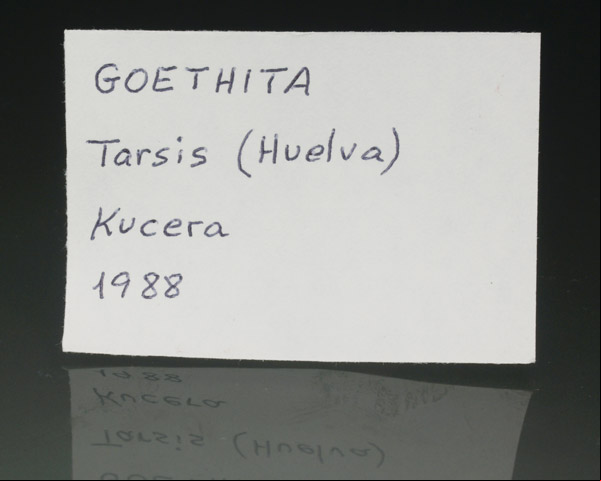 GOETHITA
Tarsis (Huelva)
Kucera
1988